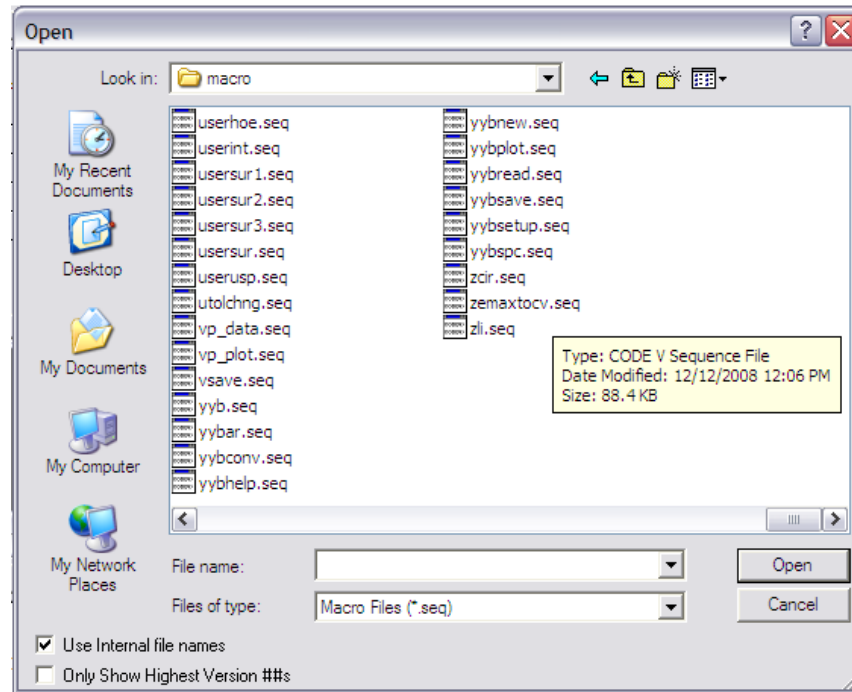 Open
Look in: macro
My Recent
Documents
Desktop
My Documents
My Computer
My Network
Places
userhoe.seq
userint.seq
usersur1.seq
usersur2.seq
usersur3.seq
usersur.seq
userusp.seq
utolchng.seq
vp_data.seq
vp_plot.seq
vsave.seq
yyb.seq
yybar.seq
yybconv.seq
yybhelp.seq
yybnew.seq
yybplot.seq
yybread.seq
yybsave.seq
yybsetup.seq
yybspc.seq
zcir.seq
zemaxtocv.seq
zli.seq
Type: CODE V Sequence File
Date Modified: 12/12/2008 12:06 PM
Size: 88.4 KB
File name:
Open
Files of type: Macro Files (*.seq)
Cancel
Use Internal file names
Only Show Highest Version ##s